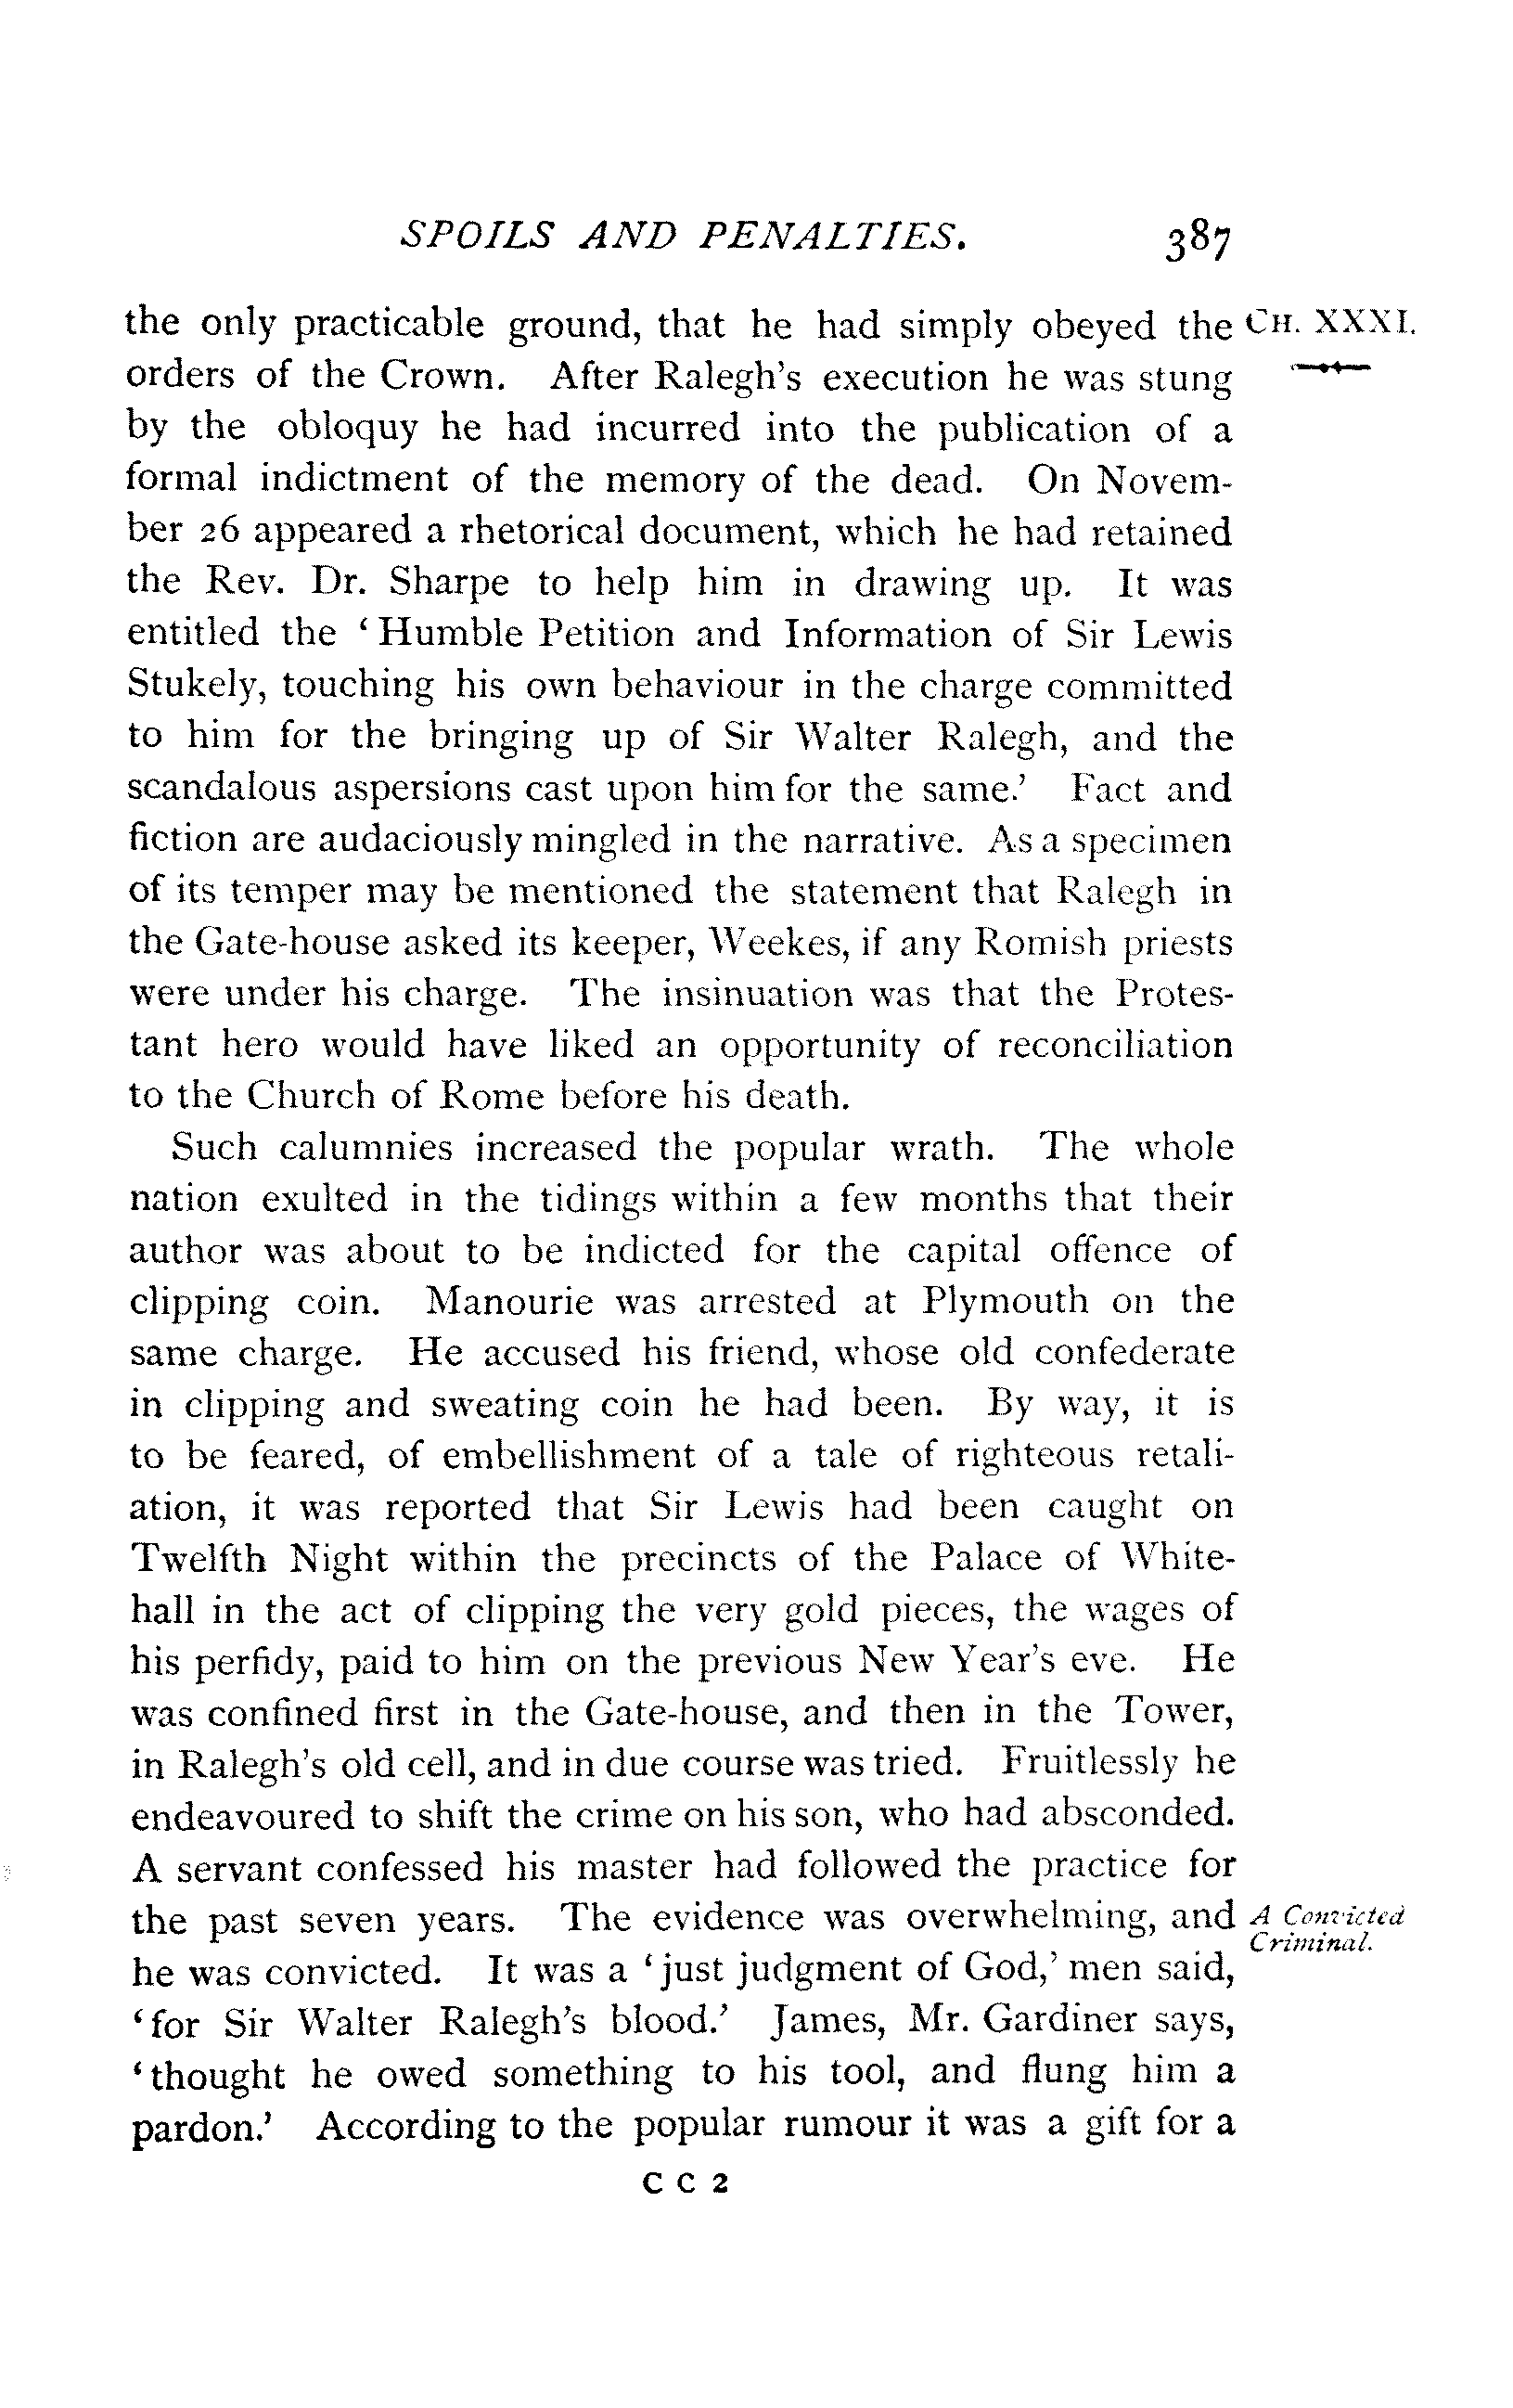 SPOILS AND PENALTIES. 387
the only practicable ground, that he had simply obeyed the CH. XXXI.
orders of the Crown. After Ralegh's execution he was stung
by the obloquy he had incurred into the publication of a
formal indictment of the memory of the dead. On Novem-
ber 26 appeared a rhetorical document, which he had retained
the Rev. Dr. Sharpe to help him in drawing up. It was
entitled the 'Humble Petition and Information of Sir Lewis
Stukely, touching his own behaviour in the charge committed
to him for the bringing up of Sir Walter Ralegh, and the
scandalous aspersions cast upon him for the same.' Fact and
fiction are audaciously mingled in the narrative. As a specimen
of its temper may be mentioned the statement that Ralegh in
the Gate-house asked its keeper, Weekes, if any Romish priests
were under his charge. The insinuation was that the Protes-
tant hero would have liked an opportunity of reconciliation
to the Church of Rome before his death.
Such calumnies increased the popular wrath. The whole
nation exulted in the tidings within a few months that their
author was about to be indicted for the capital offence of
clipping coin. Manourie was arrested at Plymouth on the
same charge. He accused his friend, whose old confederate
in clipping and sweating coin he had been. By way, it is
to be feared, of embellishment of a tale of righteous retali-
ation, it was reported that Sir Lewis had been caught on
Twelfth Night within the precincts of the Palace of White-
hall in the act of clipping the very gold pieces, the wages of
his perfidy, paid to him on the previous New Year's eve. He
was confined first in the Gate-house, and then in the Tower,
in Ralegh's old cell, and in due course was tried. Fruitlessly he
endeavoured to shift the crime on his son, who had absconded.
A servant confessed his master had followed the practice for
the past seven years. The evidence was overwhelming, and A Convicted
Criminal.
he was convicted. It was a 'just judgment of God,' men said,
'for Sir Walter Ralegh's blood.' James, Mr. Gardiner says,
'thought he owed something to his tool, and flung him a
pardon.' According to the popular rumour it was a gift for a
C C 2